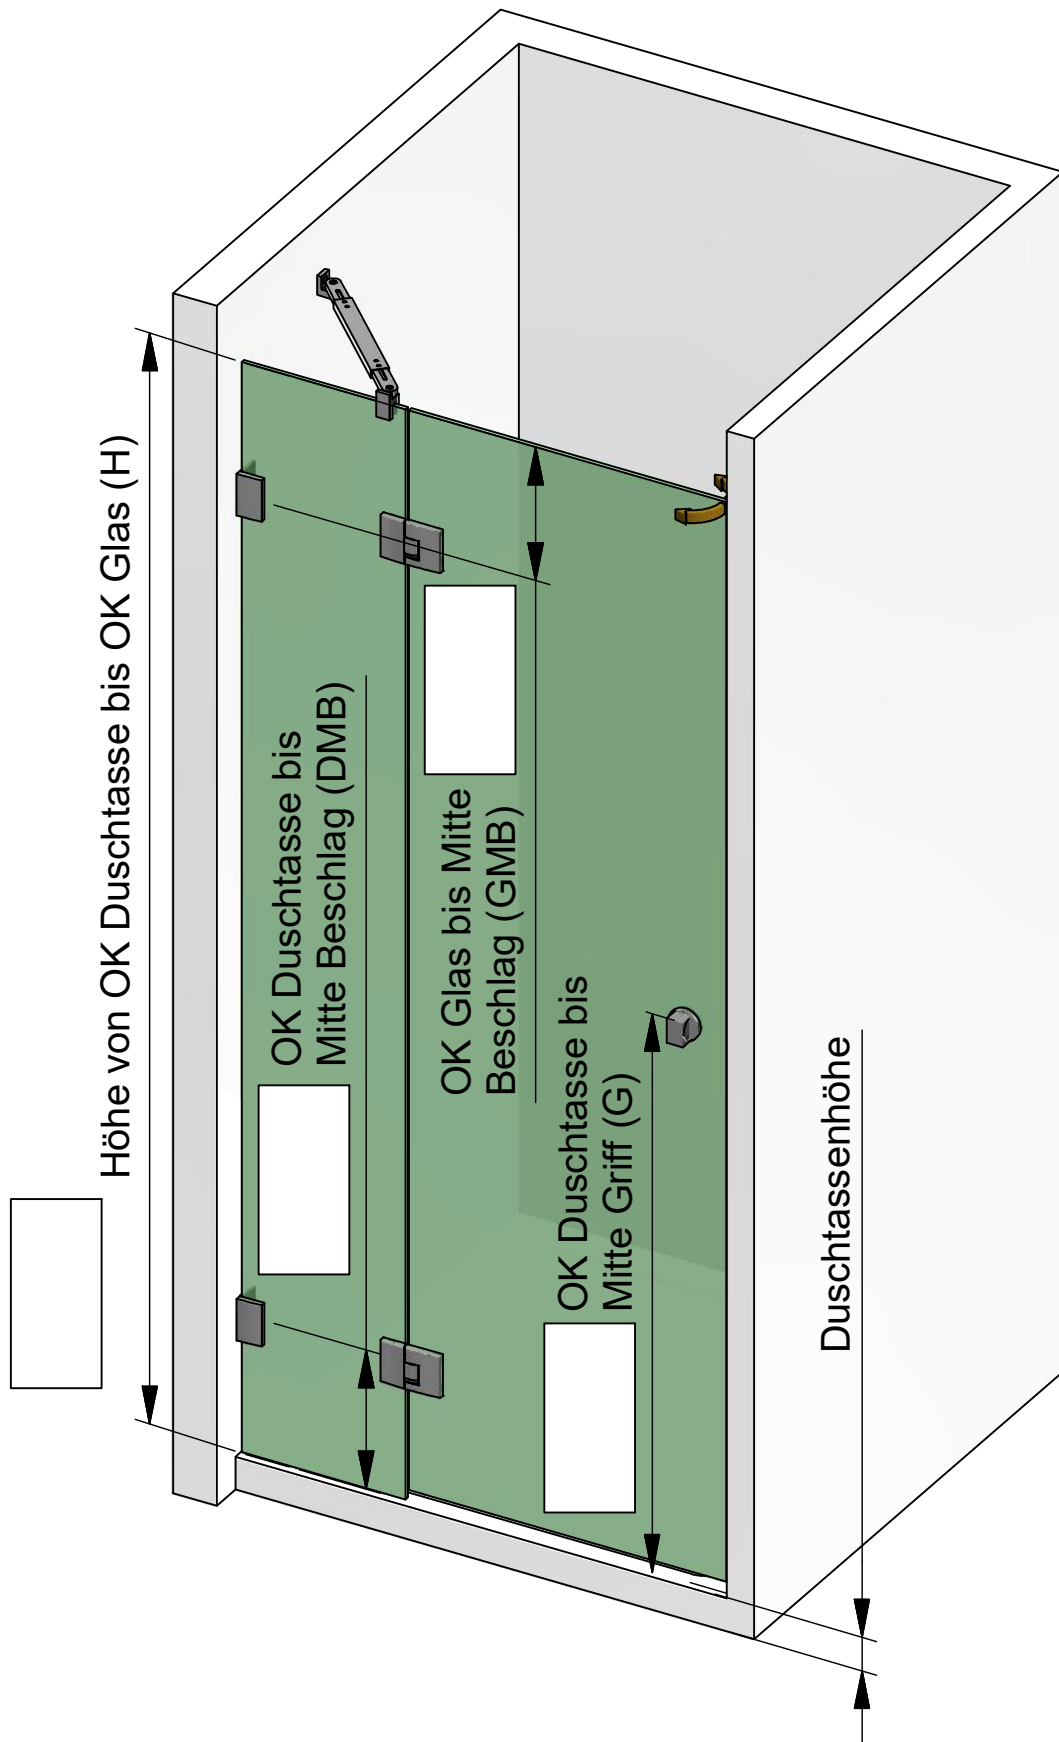 Höhe von OK Duschtasse bis OK Glas (H)
OK Duschtasse bis
Mitte Beschlag (DMB)
OK Glas bis Mitte
Beschlag (GMB)
OK Duschtasse bis
Mitte Griff (G)
Duschtassenhöhe